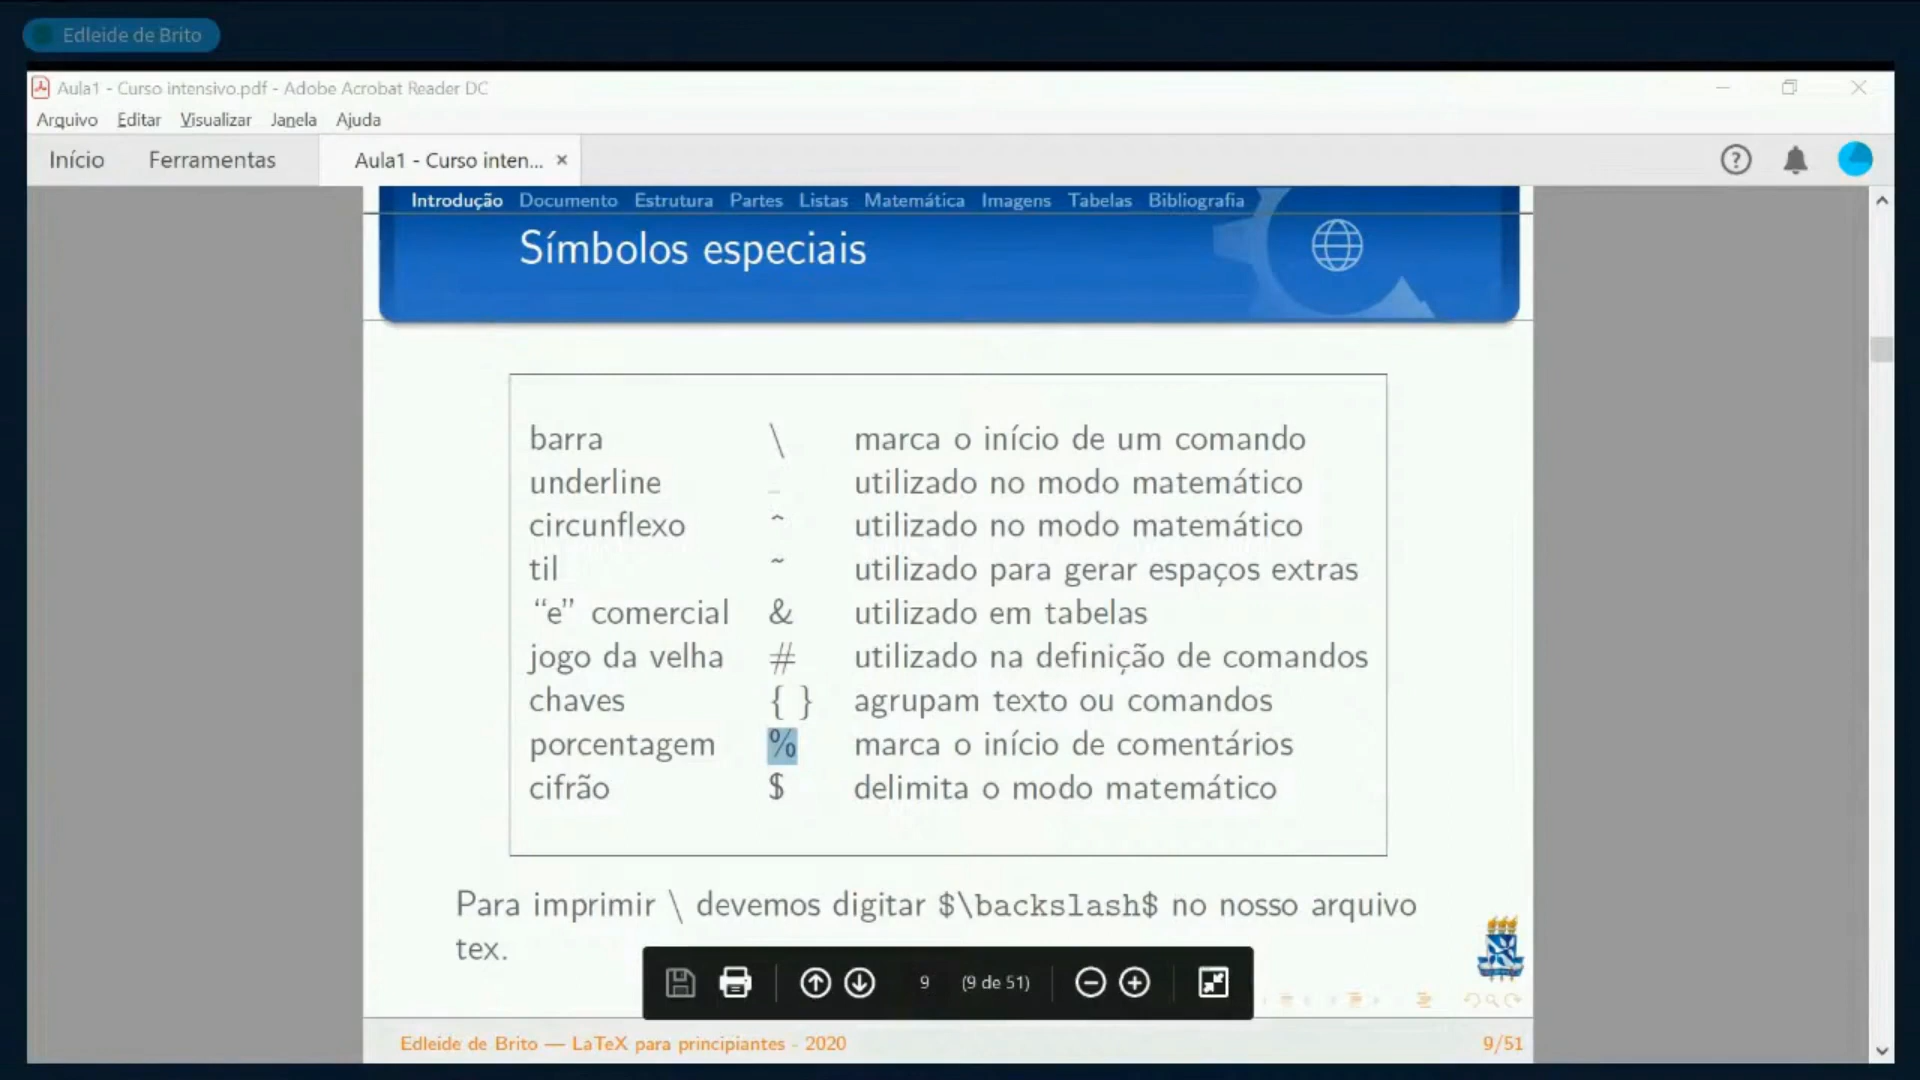 Edleide de Brito
Aula1 - Curso intensivo.pdf - Adobe Acrobat Reader DC
Arquivo Editar Visualizar Janela Ajuda
Início Ferramentas Aula1 - Curso inten... ×
Introdução Documento Estrutura Partes Listas Matemática Imagens Tabelas Bibliografia
Símbolos especiais
barra \ marca o início de um comando
underline _ utilizado no modo matemático
circunflexo ^ utilizado no modo matemático
til ~ utilizado para gerar espaços extras
“e” comercial & utilizado em tabelas
jogo da velha # utilizado na definição de comandos
chaves { } agrupam texto ou comandos
porcentagem % marca o início de comentários
cifrão $ delimita o modo matemático
Para imprimir \ devemos digitar $\backslash$ no nosso arquivo
tex.
9 (9 de 51)
Edleide de Brito — LaTeX para principiantes - 2020 9/51